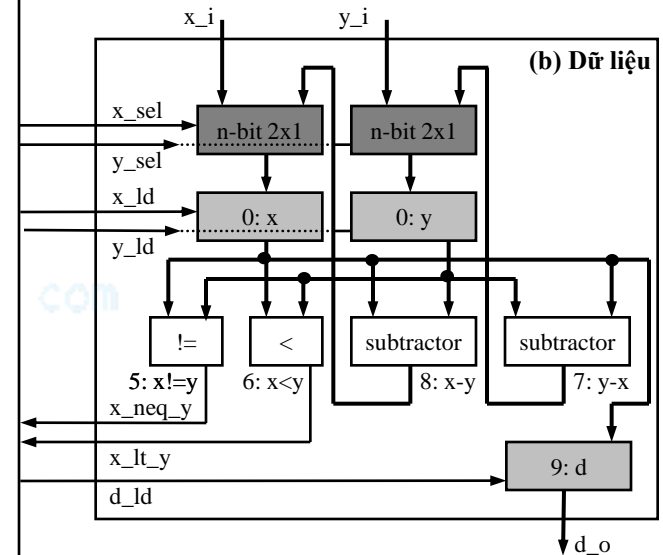 x_i
y_i
(b) Dữ liệu
x_sel
n-bit 2x1
n-bit 2x1
y_sel
x_ld
0: x
0: y
y_ld
com
!=
<
subtractor
subtractor
5: x!=y
6: x<y
8: x-y
7: y-x
x_neq_y
x_lt_y
9: d
d_ld
d_o